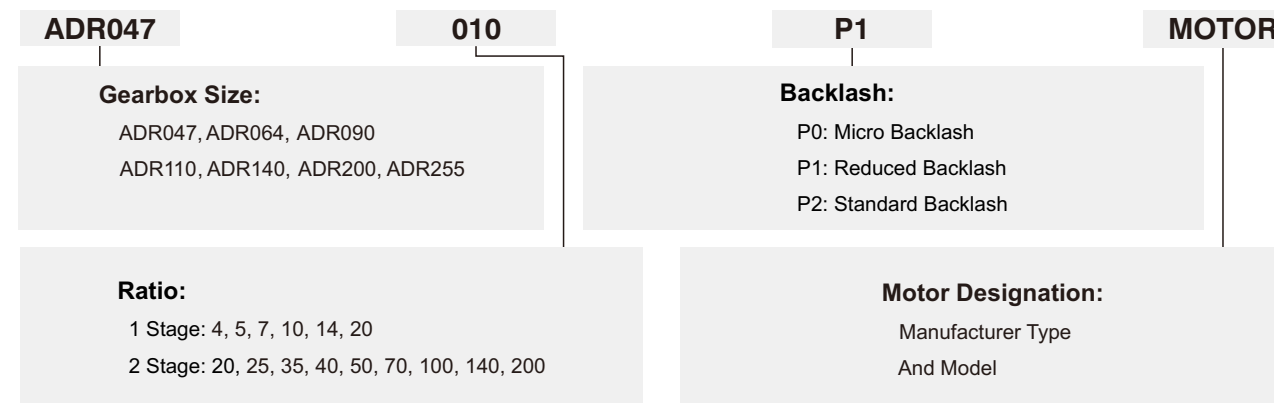 ADR047 010 P1 MOTOR
Gearbox Size:
ADR047, ADR064, ADR090
ADR110, ADR140, ADR200, ADR255
Backlash:
P0: Micro Backlash
P1: Reduced Backlash
P2: Standard Backlash
Ratio:
1 Stage: 4, 5, 7, 10, 14, 20
2 Stage: 20, 25, 35, 40, 50, 70, 100, 140, 200
Motor Designation:
Manufacturer Type
And Model